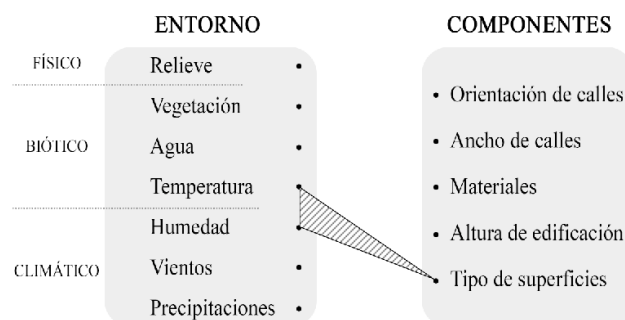 ENTORNO
COMPONENTES
FÍSICO
Relieve
Vegetación
BIÓTICO
Agua
Temperatura
Humedad
CLIMÁTICO
Vientos
Precipitaciones
Orientación de calles
Ancho de calles
Materiales
Altura de edificación
Tipo de superficies